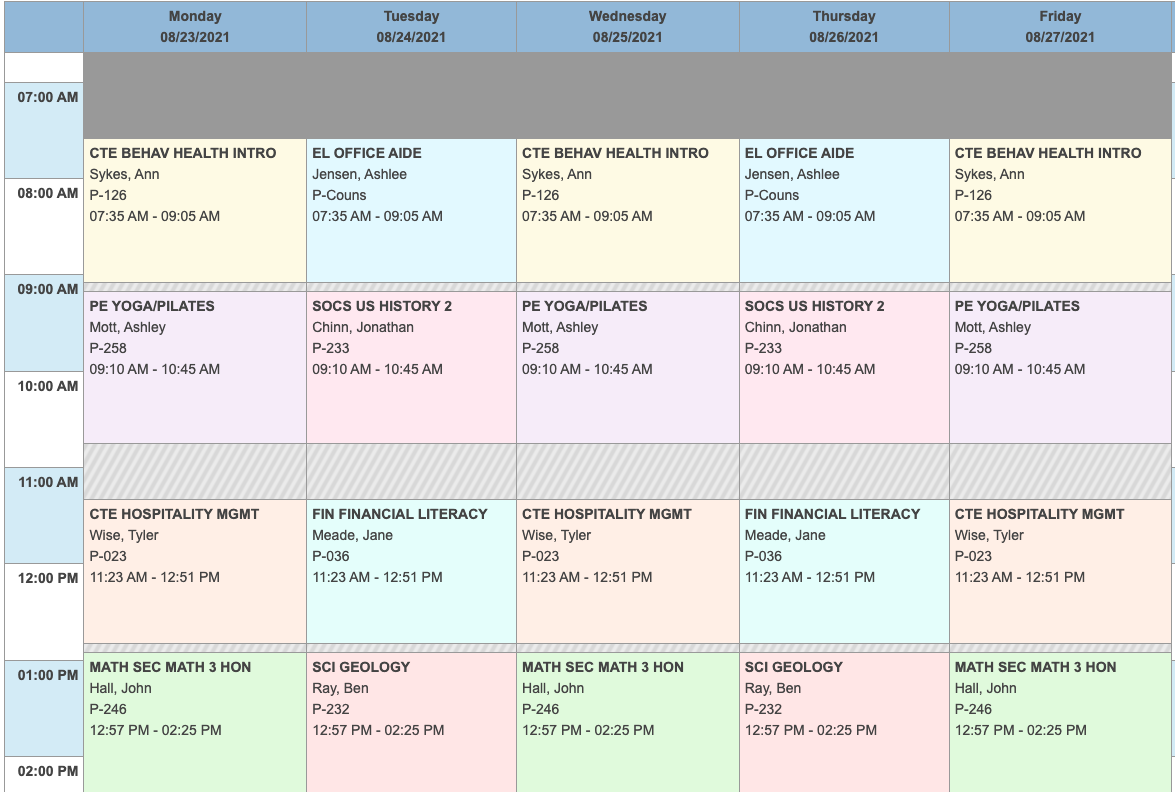 Monday
08/23/2021
Tuesday
08/24/2021
Wednesday
08/25/2021
Thursday
08/26/2021
Friday
08/27/2021
07:00 AM
CTE BEHAV HEALTH INTRO
Sykes, Ann
P-126
07:35 AM - 09:05 AM
EL OFFICE AIDE
Jensen, Ashlee
P-Couns
07:35 AM - 09:05 AM
CTE BEHAV HEALTH INTRO
Sykes, Ann
P-126
07:35 AM - 09:05 AM
EL OFFICE AIDE
Jensen, Ashlee
P-Couns
07:35 AM - 09:05 AM
CTE BEHAV HEALTH INTRO
Sykes, Ann
P-126
07:35 AM - 09:05 AM
08:00 AM
09:00 AM
PE YOGA/PILATES
Mott, Ashley
P-258
09:10 AM - 10:45 AM
SOCS US HISTORY 2
Chinn, Jonathan
P-233
09:10 AM - 10:45 AM
PE YOGA/PILATES
Mott, Ashley
P-258
09:10 AM - 10:45 AM
SOCS US HISTORY 2
Chinn, Jonathan
P-233
09:10 AM - 10:45 AM
PE YOGA/PILATES
Mott, Ashley
P-258
09:10 AM - 10:45 AM
10:00 AM
11:00 AM
CTE HOSPITALITY MGMT
Wise, Tyler
P-023
11:23 AM - 12:51 PM
FIN FINANCIAL LITERACY
Meade, Jane
P-036
11:23 AM - 12:51 PM
CTE HOSPITALITY MGMT
Wise, Tyler
P-023
11:23 AM - 12:51 PM
FIN FINANCIAL LITERACY
Meade, Jane
P-036
11:23 AM - 12:51 PM
CTE HOSPITALITY MGMT
Wise, Tyler
P-023
11:23 AM - 12:51 PM
12:00 PM
01:00 PM
MATH SEC MATH 3 HON
Hall, John
P-246
12:57 PM - 02:25 PM
SCI GEOLOGY
Ray, Ben
P-232
12:57 PM - 02:25 PM
MATH SEC MATH 3 HON
Hall, John
P-246
12:57 PM - 02:25 PM
SCI GEOLOGY
Ray, Ben
P-232
12:57 PM - 02:25 PM
MATH SEC MATH 3 HON
Hall, John
P-246
12:57 PM - 02:25 PM
02:00 PM